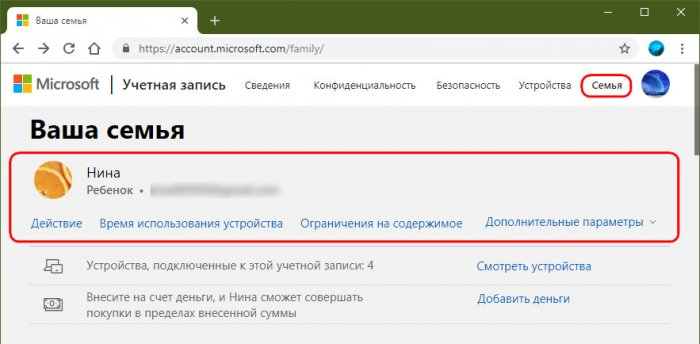 Ваша семья
https://account.microsoft.com/family/
Microsoft Учетная запись Сведения Конфиденциальность Безопасность Устройства Семья
Ваша семья
Нина
Ребенок •
Действие Время использования устройства Ограничения на содержимое Дополнительные параметры
Устройства, подключенные к этой учетной записи: 4 Смотреть устройства
Внесите на счет деньги, и Нина сможет совершать Добавить деньги
покупки в пределах внесенной суммы